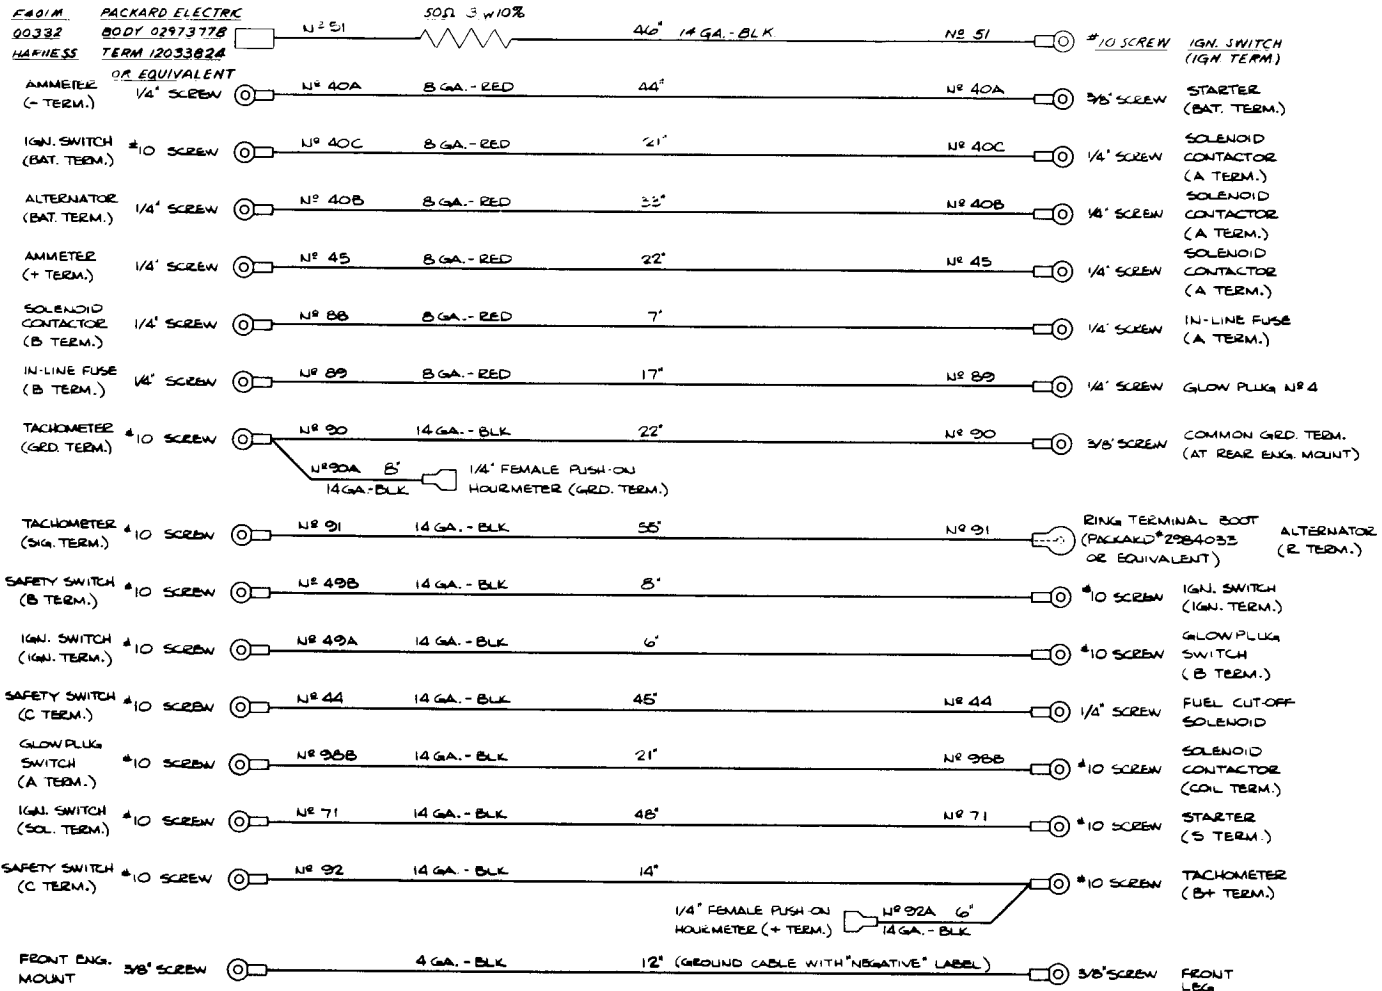 PACKARD ELECTRIC
00332 BODY 02973778
TERM 12033824
OR EQUIVALENT
Nº 51 50Ω 3 W 10% 46" 14 GA.-BLK Nº 51 #10 SCREW IGN. SWITCH
(IGN TERM)
AMMETER
(- TERM.) 1/4" SCREW Nº 40A 8 GA.-RED 44" Nº 40A 3/8" SCREW STARTER
(BAT. TERM.)
IGN. SWITCH
(BAT. TERM.) #10 SCREW Nº 40C 8 GA.-RED 21" Nº 40C 1/4" SCREW SOLENOID
CONTACTOR
(A TERM.)
ALTERNATOR
(BAT. TERM.) 1/4" SCREW Nº 40B 8 GA.-RED 33" Nº 40B 1/4" SCREW SOLENOID
CONTACTOR
(A TERM.)
AMMETER
(+ TERM.) 1/4" SCREW Nº 45 8 GA.-RED 22" Nº 45 1/4" SCREW SOLENOID
CONTACTOR
(A TERM.)
SOLENOID
CONTACTOR
(B TERM.) 1/4" SCREW Nº 88 8 GA.-RED 7" 1/4" SCREW IN-LINE FUSE
(A TERM.)
IN-LINE FUSE
(B TERM.) 1/4" SCREW Nº 89 8 GA.-RED 17" Nº 89 1/4" SCREW GLOW PLUG Nº 4
TACHOMETER
(GRD. TERM.) #10 SCREW Nº 90 14 GA.-BLK 22" Nº 90 3/8" SCREW COMMON GRD. TERM.
(AT REAR ENG. MOUNT)
Nº 90A 8" 1/4" FEMALE PUSH-ON
14 GA.-BLK HOURMETER (GRD. TERM.)
TACHOMETER
(SIG. TERM.) #10 SCREW Nº 91 14 GA.-BLK 55" Nº 91 RING TERMINAL BOOT
(PACKARD #2984033
OR EQUIVALENT) ALTERNATOR
(R TERM.)
SAFETY SWITCH
(B TERM.) #10 SCREW Nº 49B 14 GA.-BLK 8" #10 SCREW IGN. SWITCH
(IGN. TERM.)
IGN. SWITCH
(IGN. TERM.) #10 SCREW Nº 49A 14 GA.-BLK 6" #10 SCREW GLOW PLUG
SWITCH
(B TERM.)
SAFETY SWITCH
(C TERM.) #10 SCREW Nº 44 14 GA.-BLK 45" Nº 44 1/4" SCREW FUEL CUT-OFF
SOLENOID
GLOW PLUG
SWITCH
(A TERM.) #10 SCREW Nº 98B 14 GA.-BLK 21" Nº 98B #10 SCREW SOLENOID
CONTACTOR
(COIL TERM.)
IGN. SWITCH
(SOL. TERM.) #10 SCREW Nº 71 14 GA.-BLK 48" Nº 71 #10 SCREW STARTER
(S TERM.)
SAFETY SWITCH
(C TERM.) #10 SCREW Nº 92 14 GA.-BLK 14" #10 SCREW TACHOMETER
(B+ TERM.)
1/4" FEMALE PUSH-ON Nº 92A 6"
HOURMETER (+ TERM.) 14 GA.-BLK
FRONT ENG.
MOUNT 3/8" SCREW 4 GA.-BLK 12" (GROUND CABLE WITH "NEGATIVE" LABEL) 3/8" SCREW FRONT
LEG